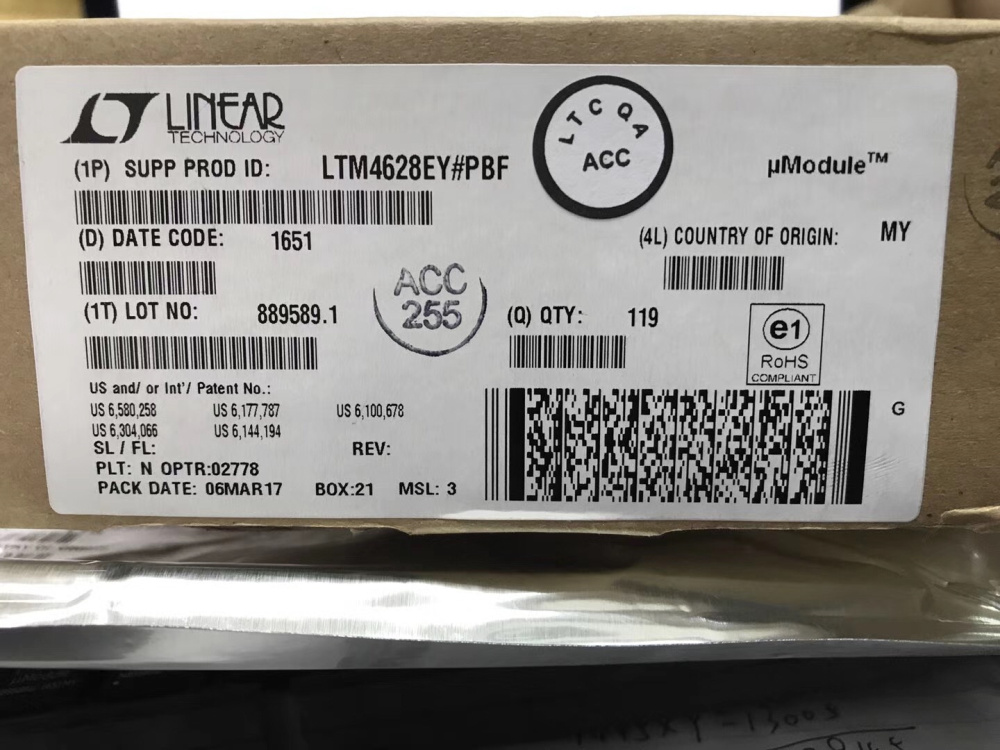 LINEAR
TECHNOLOGY
LTC QA
ACC
µModule™
(1P) SUPP PROD ID: LTM4628EY#PBF
(D) DATE CODE: 1651
(4L) COUNTRY OF ORIGIN: MY
ACC
255
(1T) LOT NO: 889589.1
(Q) QTY: 119
e1
RoHS
COMPLIANT
US and/ or Int'/ Patent No.:
US 6,580,258 US 6,177,787 US 6,100,678
US 6,304,066 US 6,144,194
G
SL / FL: REV:
PLT: N OPTR:02778
PACK DATE: 06MAR17 BOX:21 MSL: 3